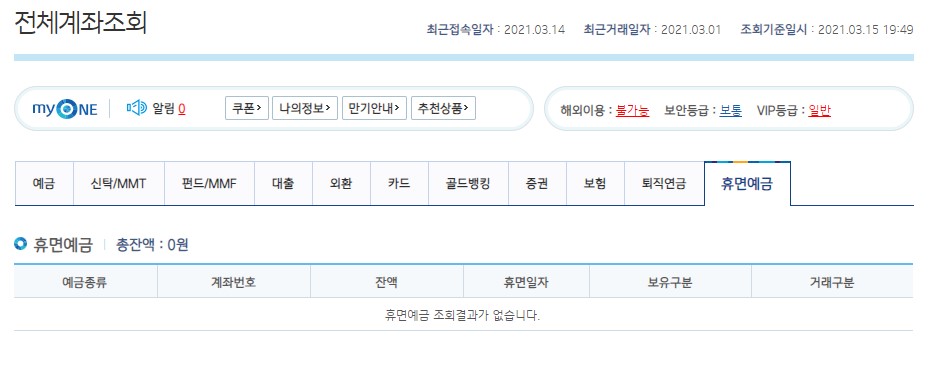 전체계좌조회
최근접속일자 : 2021.03.14 최근거래일자 : 2021.03.01 조회기준일시 : 2021.03.15 19:49
myONE 알림 0 쿠폰> 나의정보> 만기안내> 추천상품> 해외이용 : 불가능 보안등급 : 보통 VIP등급 : 일반
예금 신탁/MMT 펀드/MMF 대출 외환 카드 골드뱅킹 증권 보험 퇴직연금 휴면예금
휴면예금 총잔액 : 0원
예금종류 계좌번호 잔액 휴면일자 보유구분 거래구분
휴면예금 조회결과가 없습니다.